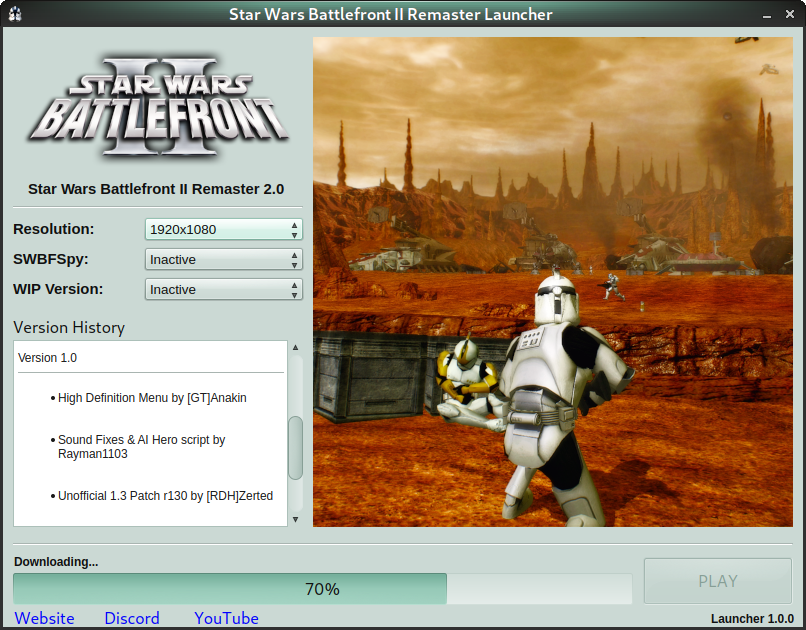 Star Wars Battlefront II Remaster Launcher
II
STAR WARS
BATTLEFRONT
Star Wars Battlefront II Remaster 2.0
Resolution: 1920x1080
SWBFSpy: Inactive
WIP Version: Inactive
Version History
Version 1.0
• High Definition Menu by [GT]Anakin
• Sound Fixes & AI Hero script by
Rayman1103
• Unofficial 1.3 Patch r130 by [RDH]Zerted
Downloading...
70%
PLAY
Website Discord YouTube
Launcher 1.0.0